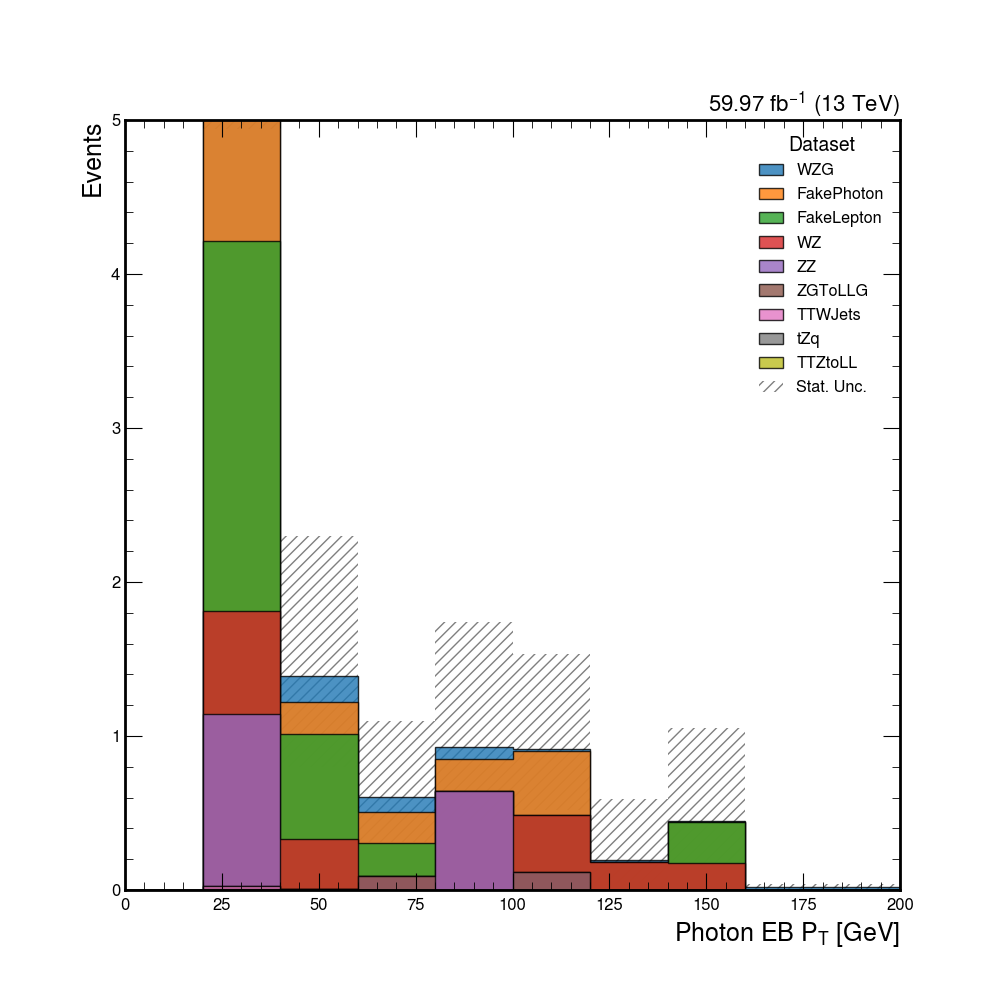 59.97 fb⁻¹ (13 TeV)
Events
5
4
3
2
1
0
Dataset
WZG
FakePhoton
FakeLepton
WZ
ZZ
ZGToLLG
TTWJets
tZq
TTZtoLL
Stat. Unc.
0 25 50 75 100 125 150 175 200
Photon EB P_T [GeV]